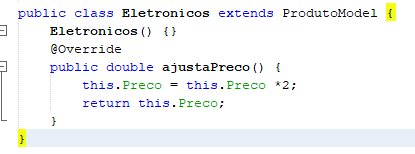 public class Eletronicos extends ProdutoModel {
Eletronicos() {}
@Override
public double ajustaPreco() {
this.Preco = this.Preco *2;
return this.Preco;
}
}